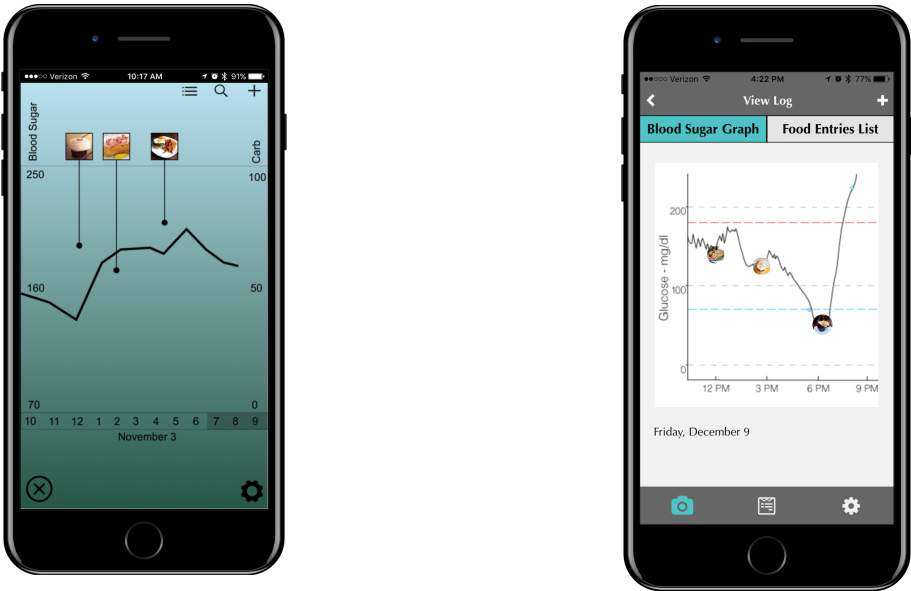 Verizon 10:17 AM 91%
Blood Sugar
Carb
250 100
160 50
70 0
10 11 12 1 2 3 4 5 6 7 8 9
November 3
Verizon 4:22 PM 77%
View Log
Blood Sugar Graph Food Entries List
Glucose - mg/dl
200
100
0
12 PM 3 PM 6 PM 9 PM
Friday, December 9